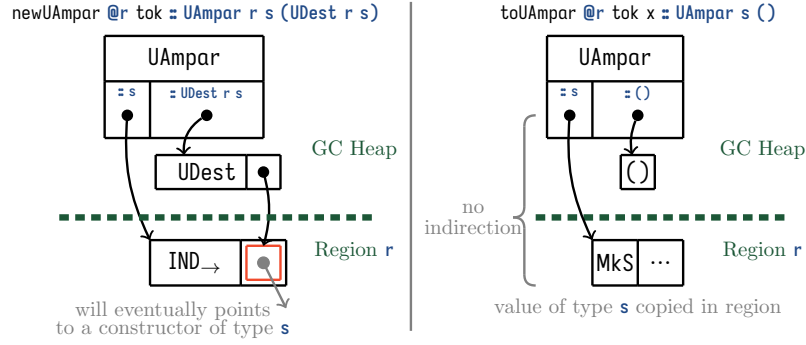 newUAmpar @r tok :: UAmpar r s (UDest r s)
UAmpar
:: s
:: UDest r s
GC Heap
UDest
Region r
IND→
will eventually points
to a constructor of type s
toUAmpar @r tok x :: UAmpar s ()
UAmpar
:: s
:: ()
GC Heap
()
no
indirection
Region r
MkS ⋯
value of type s copied in region